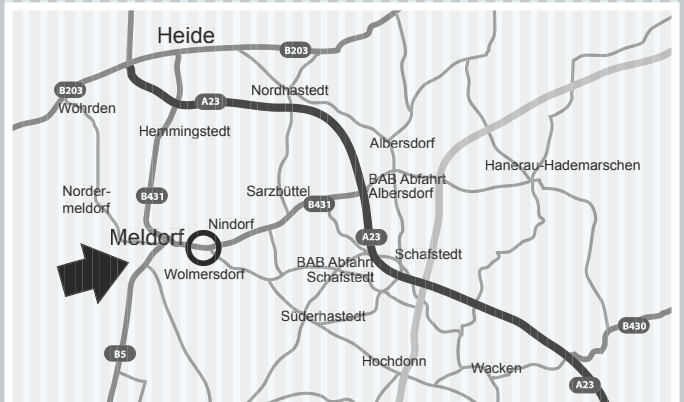 Heide
B203
B203
Wöhrden
Nordhastedt
A23
Hemmingstedt
Albersdorf
Hanerau-Hademarschen
BAB Abfahrt
Albersdorf
Norder-
meldorf
B431
Sarzbüttel
B431
Nindorf
Meldorf
A23
Schafstedt
BAB Abfahrt
Schafstedt
Wolmersdorf
Süderhastedt
B430
B5
Hochdonn
Wacken
A23